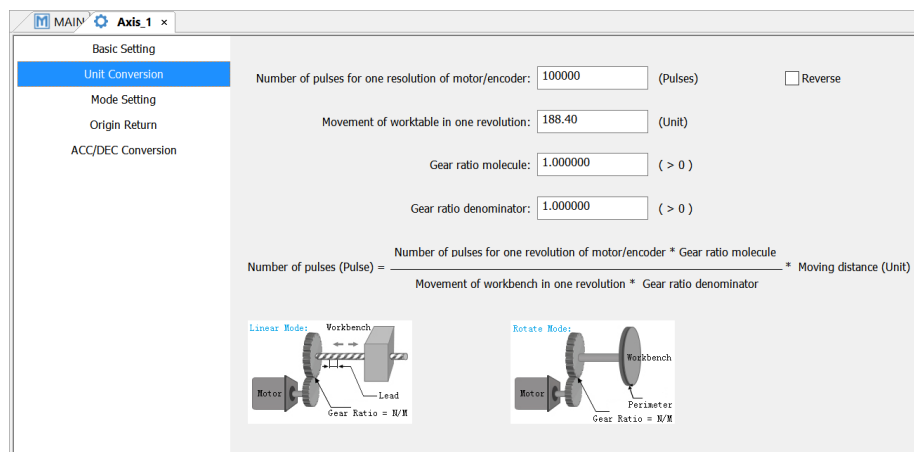 MAIN Axis_1 ×
Basic Setting
Unit Conversion
Mode Setting
Origin Return
ACC/DEC Conversion
Number of pulses for one resolution of motor/encoder: 100000 (Pulses) Reverse
Movement of worktable in one revolution: 188.40 (Unit)
Gear ratio molecule: 1.000000 ( > 0 )
Gear ratio denominator: 1.000000 ( > 0 )
Number of pulses for one revolution of motor/encoder * Gear ratio molecule
Number of pulses (Pulse) = * Moving distance (Unit)
Movement of workbench in one revolution * Gear ratio denominator
Linear Mode: Workbench
Motor
Lead
Gear Ratio = N/M
Rotate Mode:
Workbench
Motor
Perimeter
Gear Ratio = N/M